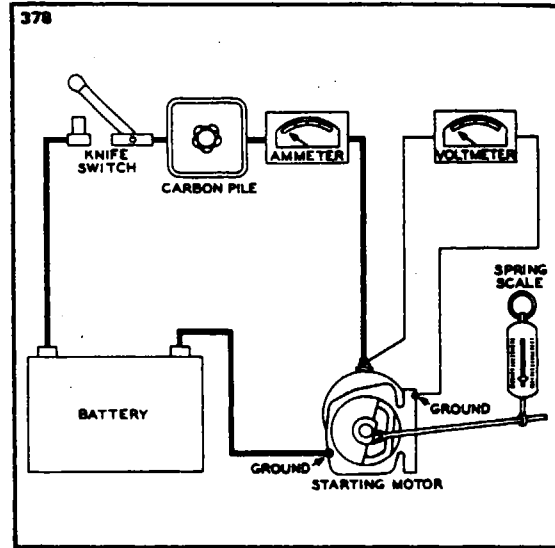 378
KNIFE
SWITCH
CARBON PILE
AMMETER
VOLTMETER
SPRING
SCALE
BATTERY
GROUND
GROUND
STARTING MOTOR